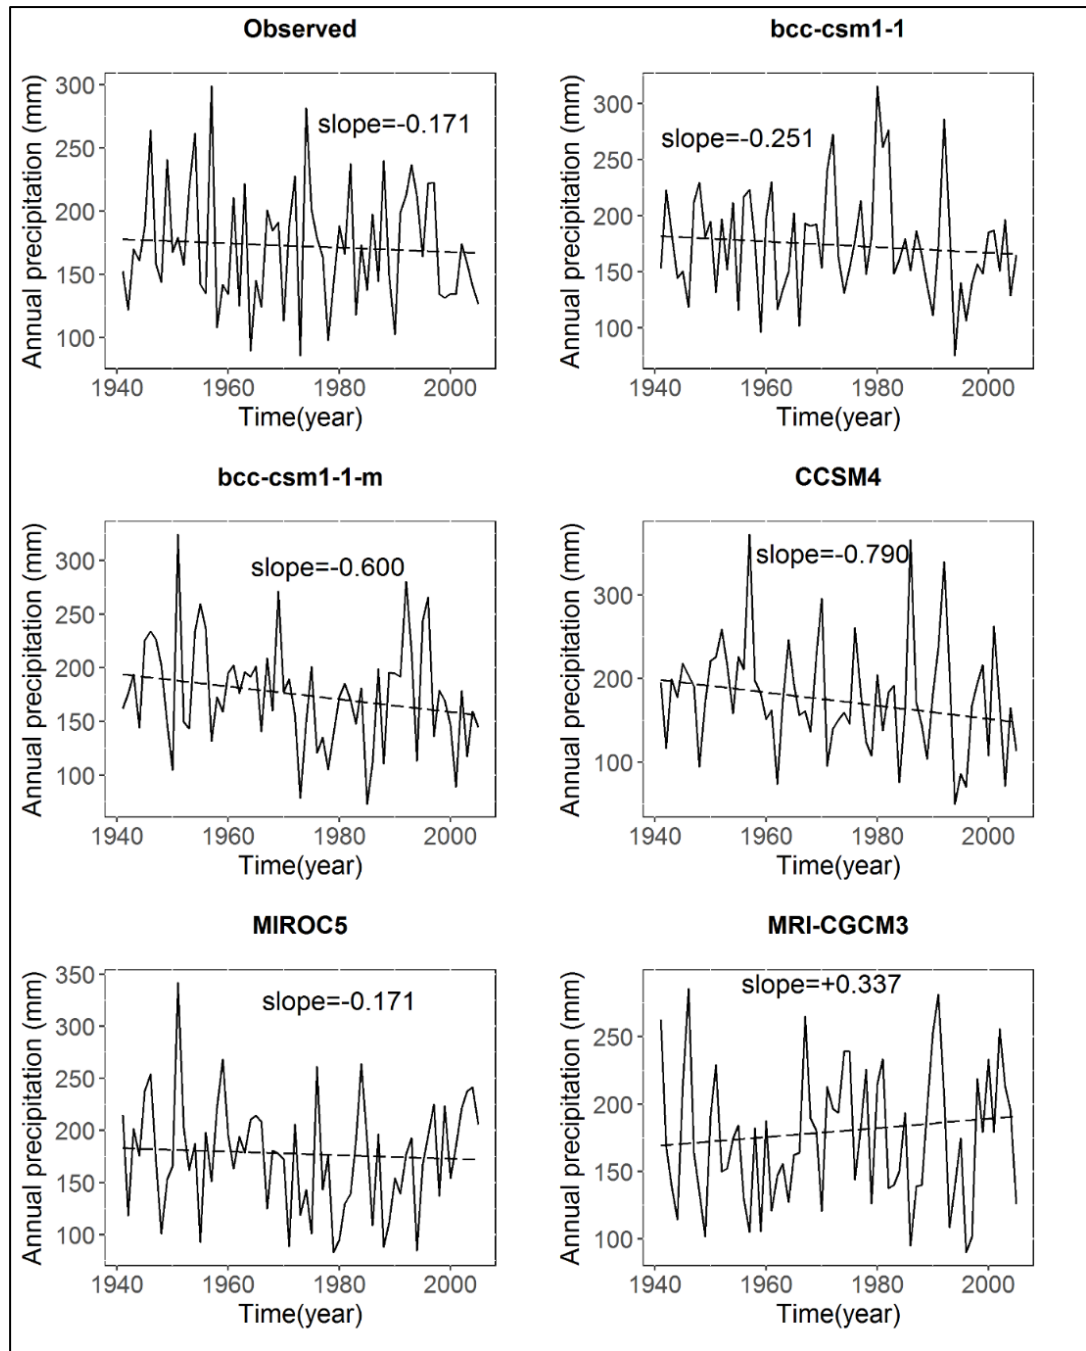 Observed
Annual precipitation (mm)
300
250
200
150
100
slope=-0.171
1940
1960
1980
2000
Time(year)
bcc-csm1-1
Annual precipitation (mm)
300
250
200
150
100
slope=-0.251
1940
1960
1980
2000
Time(year)
bcc-csm1-1-m
Annual precipitation (mm)
300
250
200
150
100
slope=-0.600
1940
1960
1980
2000
Time(year)
CCSM4
Annual precipitation (mm)
300
200
100
slope=-0.790
1940
1960
1980
2000
Time(year)
MIROC5
Annual precipitation (mm)
350
300
250
200
150
100
slope=-0.171
1940
1960
1980
2000
Time(year)
MRI-CGCM3
Annual precipitation (mm)
250
200
150
100
slope=+0.337
1940
1960
1980
2000
Time(year)